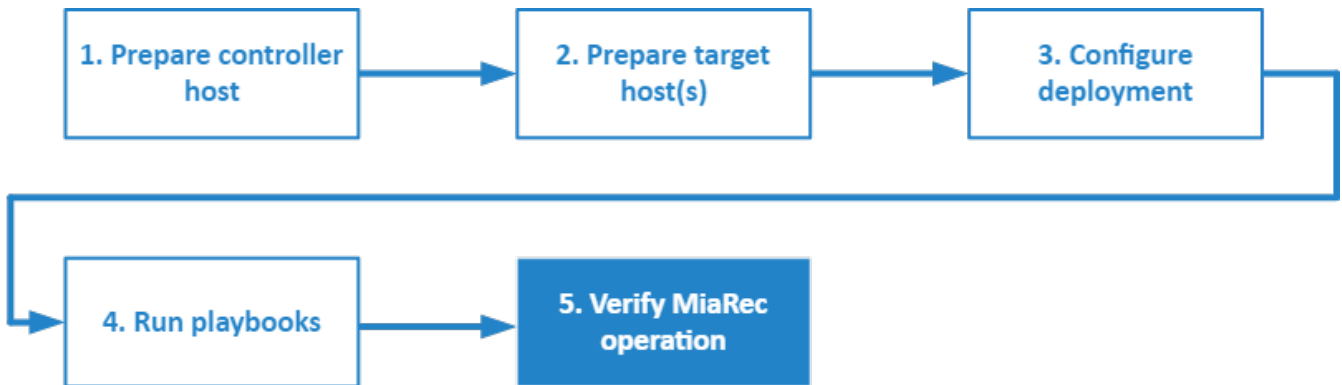 1. Prepare controller
host
2. Prepare target
host(s)
3. Configure
deployment
4. Run playbooks
5. Verify MiaRec
operation